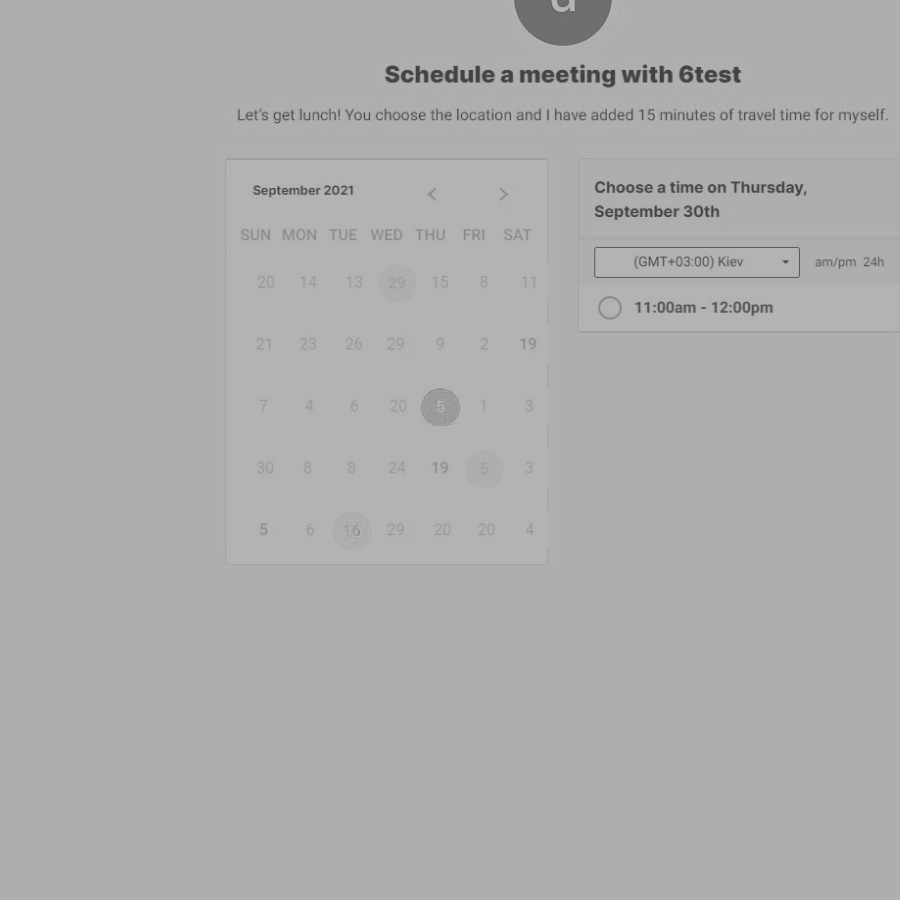 Schedule a meeting with 6test
Let's get lunch! You choose the location and I have added 15 minutes of travel time for myself.
September 2021
SUN MON TUE WED THU FRI SAT
20 14 13 29 15 8 11
21 23 26 29 9 2 19
7 4 6 20 5 1 3
30 8 8 24 19 5 3
5 6 16 29 20 20 4
Choose a time on Thursday,
September 30th
(GMT+03:00) Kiev am/pm 24h
11:00am - 12:00pm